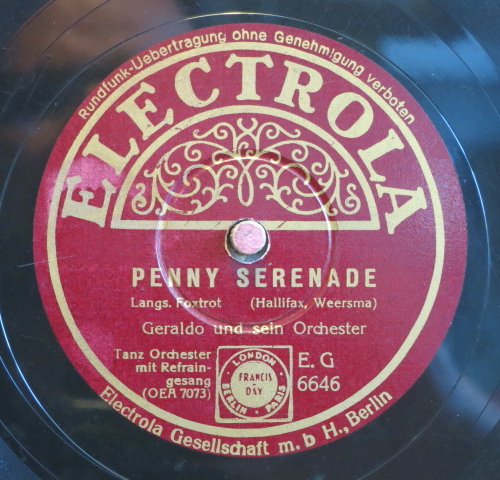 Rundfunk-Uebertragung ohne Genehmigung verboten
ELECTROLA
PENNY SERENADE
Langs. Foxtrot (Hallifax, Weersma)
Geraldo und sein Orchester
Tanz Orchester
mit Refrain-
gesang
(OEA 7073)
LONDON
FRANCIS
& DAY
BERLIN · PARIS
E. G
6646
Electrola Gesellschaft m. b H., Berlin